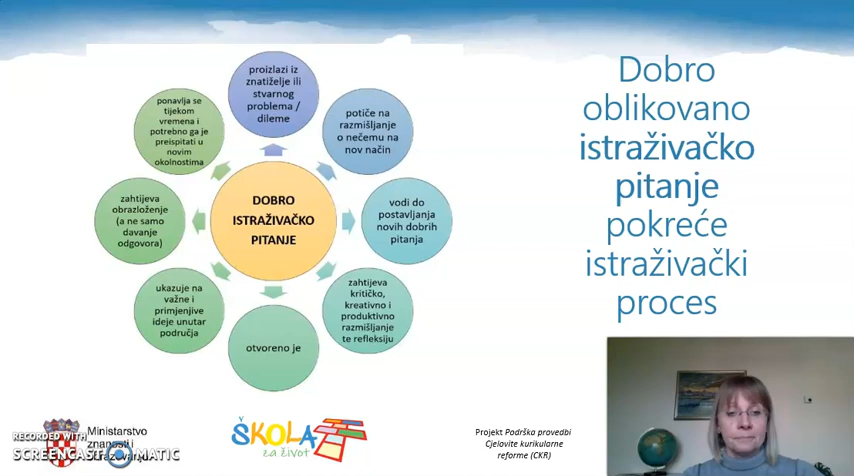 proizlazi iz
znatiželje ili
stvarnog
problema /
dileme
potiče na
razmišljanje
o nečemu na
nov način
vodi do
postavljanja
novih dobrih
pitanja
zahtijeva
kritičko,
kreativno i
produktivno
razmišljanje
te refleksiju
otvoreno je
ukazuje na
važne i
primjenjive
ideje unutar
područja
zahtijeva
obrazloženje
(a ne samo
davanje
odgovora)
ponavlja se
tijekom
vremena i
potrebno ga je
preispitati u
novim
okolnostima
DOBRO
ISTRAŽIVAČKO
PITANJE
Dobro
oblikovano
istraživačko
pitanje
pokreće
istraživački
proces
Ministarstvo
znanosti i
RECORDED WITH
SCREENCAST MATIC
ŠKOLA
za život
Projekt Podrška provedbi
Cjelovite kurikularne
reforme (CKR)